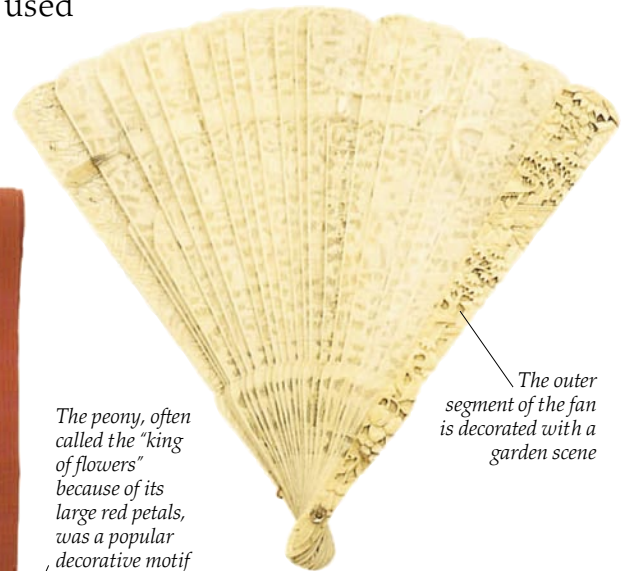 used
The peony, often
called the “king
of flowers”
because of its
large red petals,
was a popular
decorative motif
The outer
segment of the fan
is decorated with a
garden scene